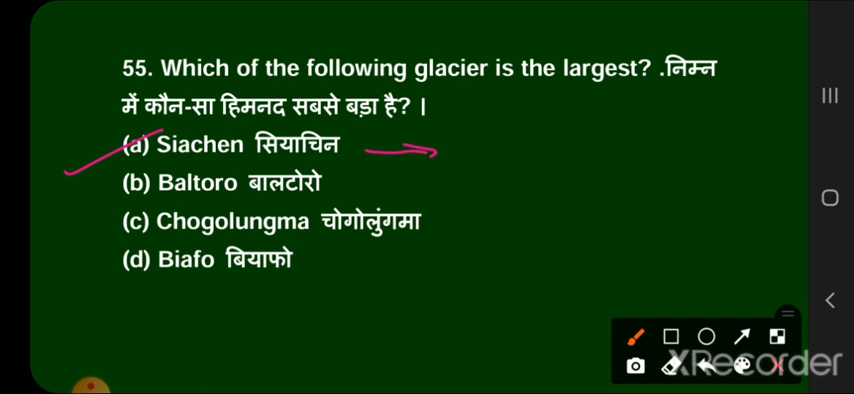 55. Which of the following glacier is the largest? .निम्न
में कौन-सा हिमनद सबसे बड़ा है? ।
(a) Siachen सियाचिन
(b) Baltoro बालटोरो
(c) Chogolungma चोगोलुंगमा
(d) Biafo बियाफो
XRecorder